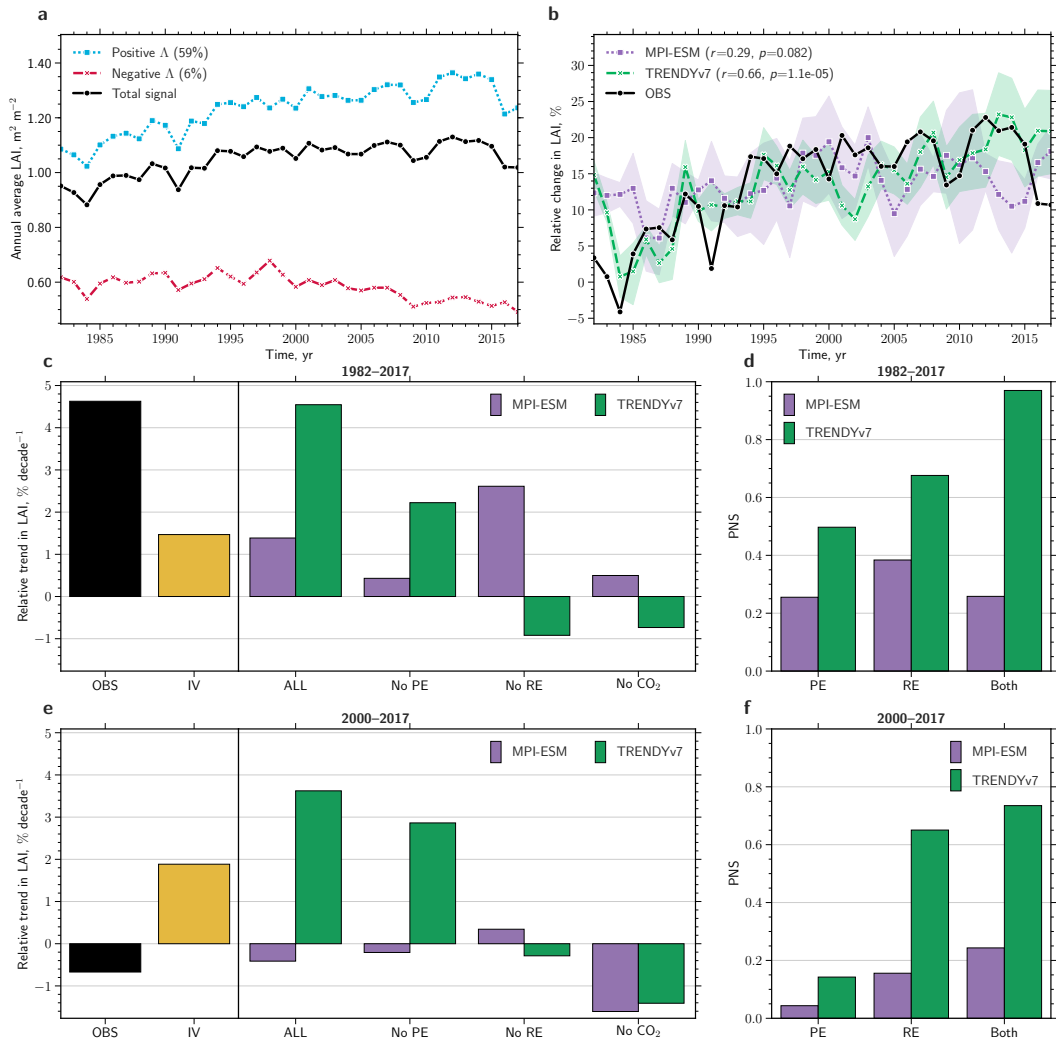 a
Positive Λ (59%)
Negative Λ (6%)
Total signal
Annual average LAI, m² m⁻²
1.40
1.20
1.00
0.80
0.60
1985
1990
1995
2000
2005
2010
2015
Time, yr
b
MPI-ESM (r=0.29, p=0.082)
TRENDYv7 (r=0.66, p=1.1e-05)
OBS
Relative change in LAI, %
30
25
20
15
10
5
0
−5
1985
1990
1995
2000
2005
2010
2015
Time, yr
c
1982–2017
MPI-ESM
TRENDYv7
Relative trend in LAI, % decade⁻¹
5
4
3
2
1
0
−1
OBS
IV
ALL
No PE
No RE
No CO₂
d
1982–2017
MPI-ESM
TRENDYv7
PNS
1.0
0.8
0.6
0.4
0.2
0.0
PE
RE
Both
e
2000–2017
MPI-ESM
TRENDYv7
Relative trend in LAI, % decade⁻¹
5
4
3
2
1
0
−1
OBS
IV
ALL
No PE
No RE
No CO₂
f
2000–2017
MPI-ESM
TRENDYv7
PNS
1.0
0.8
0.6
0.4
0.2
0.0
PE
RE
Both